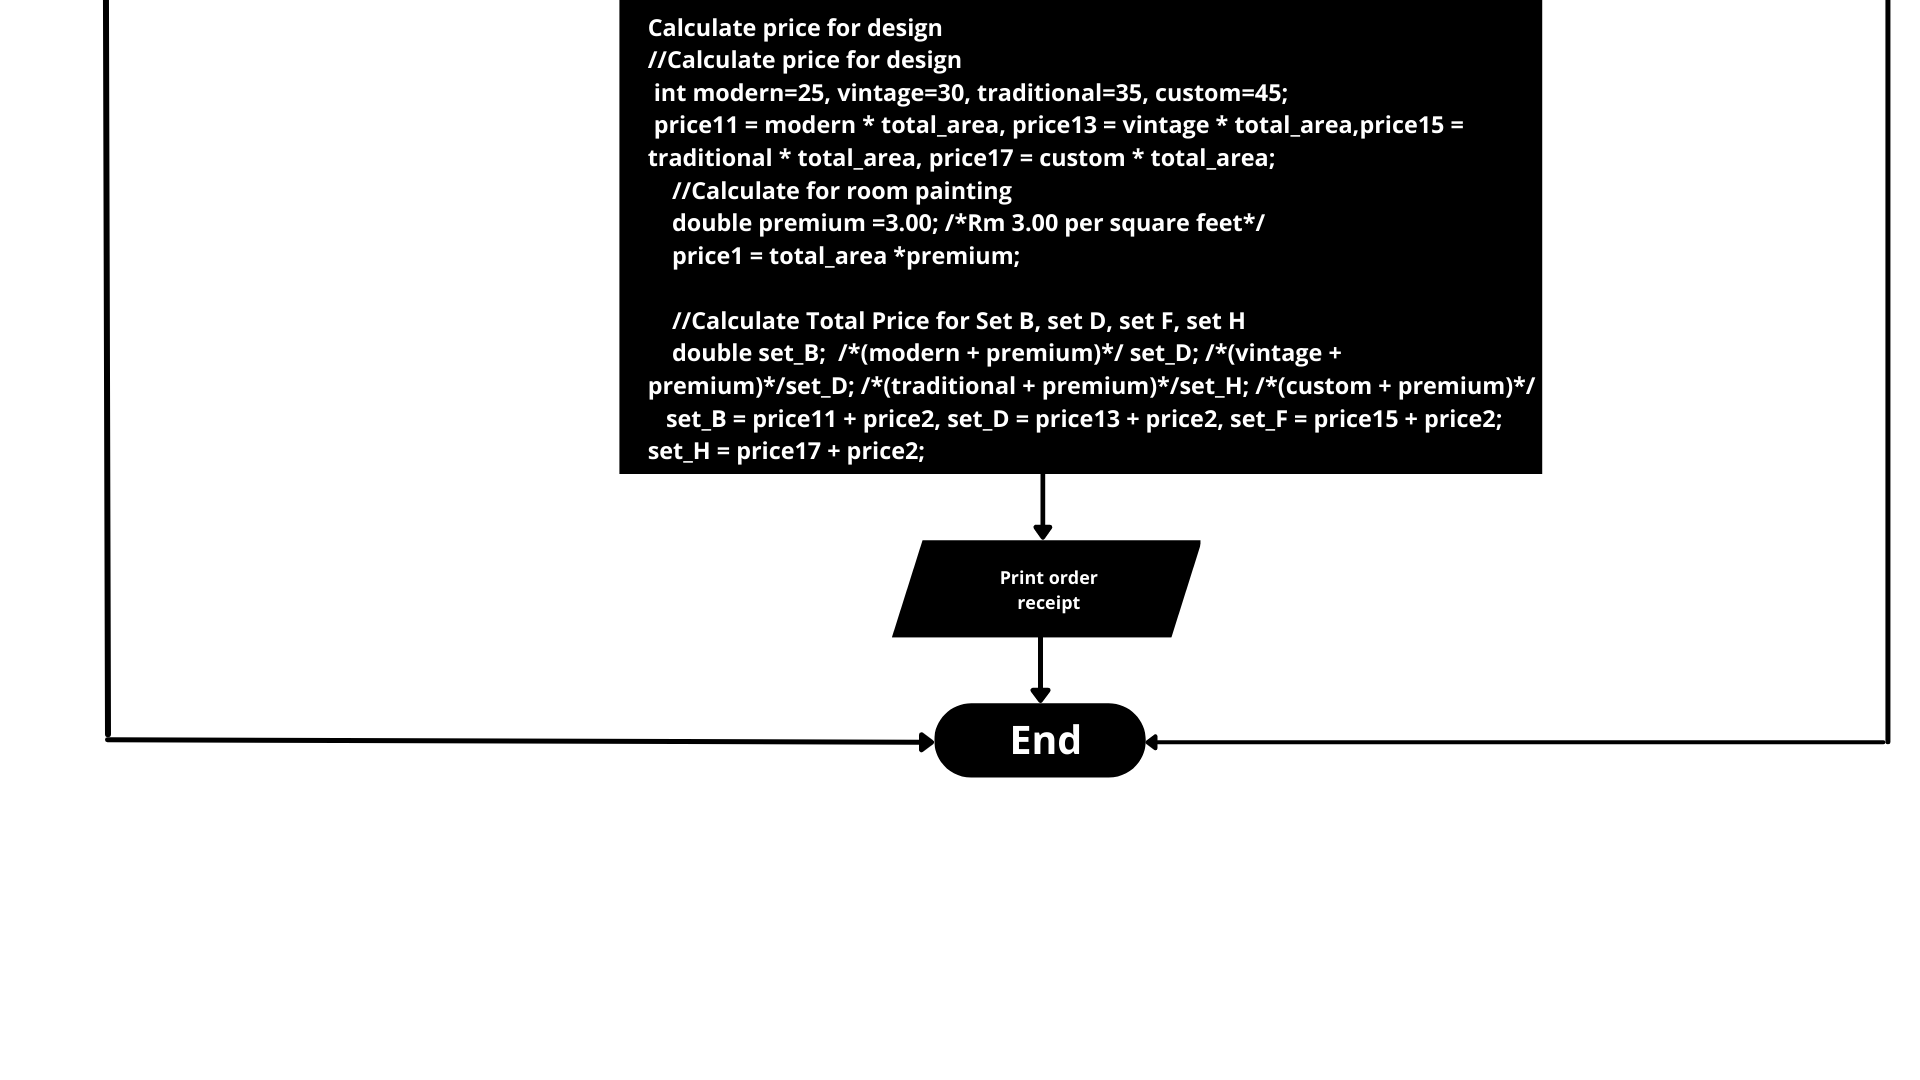 Calculate price for design
//Calculate price for design
int modern=25, vintage=30, traditional=35, custom=45;
price11 = modern * total_area, price13 = vintage * total_area,price15 =
traditional * total_area, price17 = custom * total_area;
//Calculate for room painting
double premium =3.00; /*Rm 3.00 per square feet*/
price1 = total_area *premium;
//Calculate Total Price for Set B, set D, set F, set H
double set_B;  /*(modern + premium)*/ set_D; /*(vintage +
premium)*/set_D; /*(traditional + premium)*/set_H; /*(custom + premium)*/
set_B = price11 + price2, set_D = price13 + price2, set_F = price15 + price2;
set_H = price17 + price2;
Print order
receipt
End